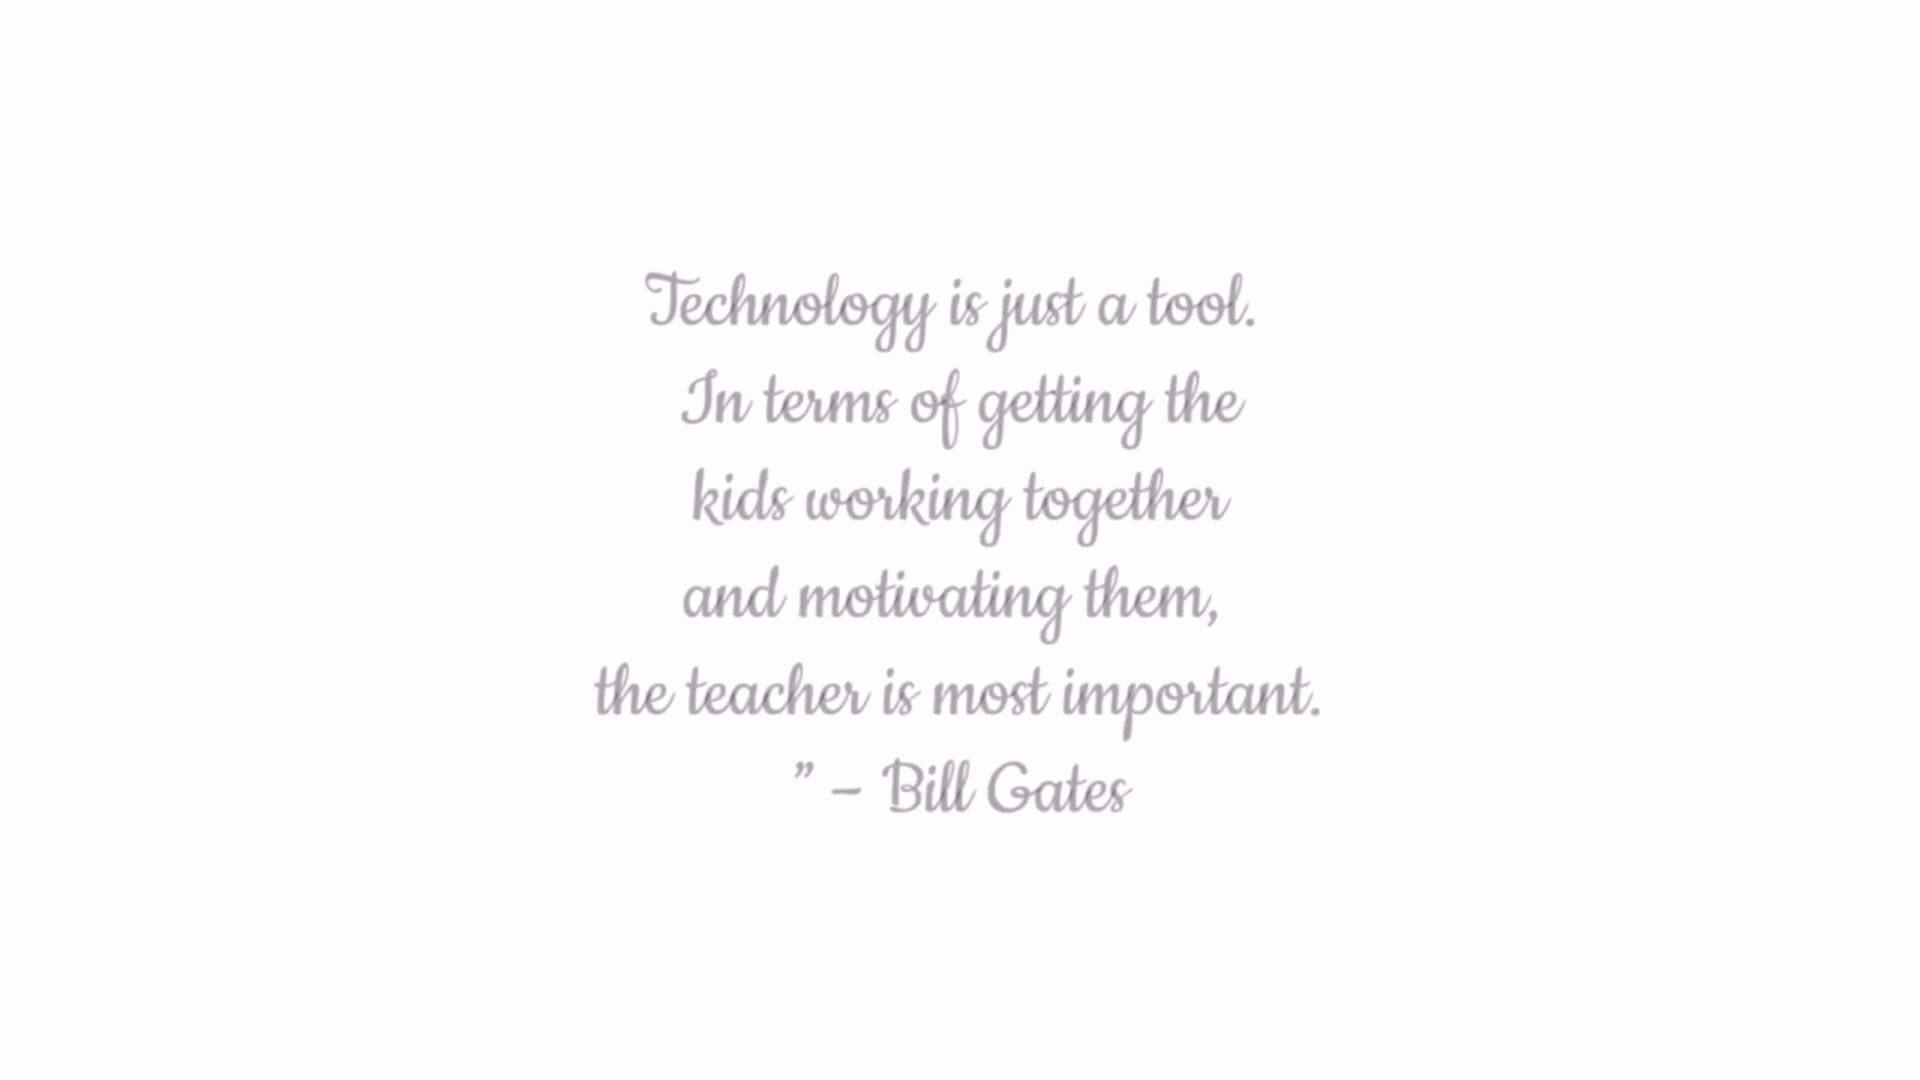 Technology is just a tool.
In terms of getting the
kids working together
and motivating them,
the teacher is most important.
” – Bill Gates